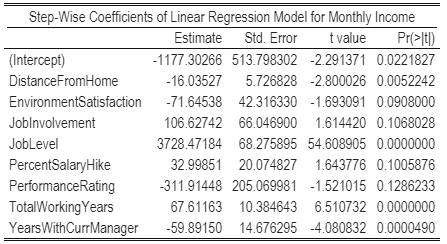 Step-Wise Coefficients of Linear Regression Model for Monthly Income
Estimate Std. Error t value Pr(>|t|)
(Intercept) -1177.30266 513.798302 -2.291371 0.0221827
DistanceFromHome -16.03527 5.726828 -2.800026 0.0052242
EnvironmentSatisfaction -71.64538 42.316330 -1.693091 0.0908000
JobInvolvement 106.62742 66.046900 1.614420 0.1068028
JobLevel 3728.47184 68.275895 54.608905 0.0000000
PercentSalaryHike 32.99851 20.074827 1.643776 0.1005876
PerformanceRating -311.91448 205.069981 -1.521015 0.1286233
TotalWorkingYears 67.61163 10.384643 6.510732 0.0000000
YearsWithCurrManager -59.89150 14.676295 -4.080832 0.0000490